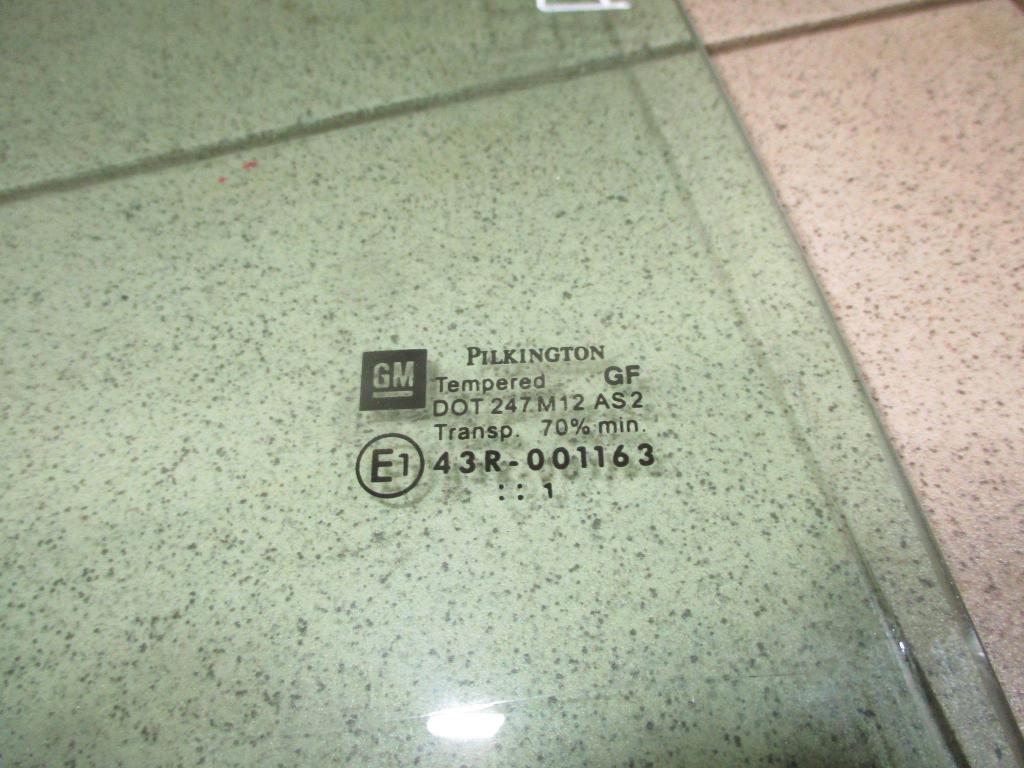 GM
PILKINGTON
Tempered GF
DOT 247 M12 AS2
Transp. 70% min.
E1 43R-001163
:: 1